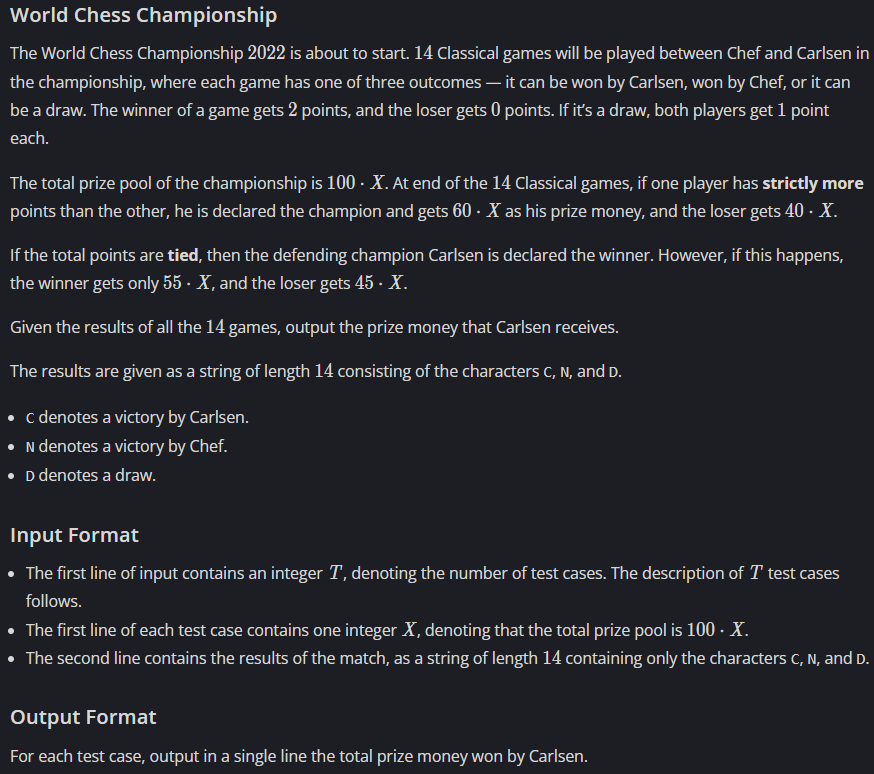 World Chess Championship
The World Chess Championship 2022 is about to start. 14 Classical games will be played between Chef and Carlsen in
the championship, where each game has one of three outcomes — it can be won by Carlsen, won by Chef, or it can
be a draw. The winner of a game gets 2 points, and the loser gets 0 points. If it's a draw, both players get 1 point
each.
The total prize pool of the championship is 100 · X. At end of the 14 Classical games, if one player has strictly more
points than the other, he is declared the champion and gets 60 · X as his prize money, and the loser gets 40 · X.
If the total points are tied, then the defending champion Carlsen is declared the winner. However, if this happens,
the winner gets only 55 · X, and the loser gets 45 · X.
Given the results of all the 14 games, output the prize money that Carlsen receives.
The results are given as a string of length 14 consisting of the characters C, N, and D.
• C denotes a victory by Carlsen.
• N denotes a victory by Chef.
• D denotes a draw.
Input Format
• The first line of input contains an integer T, denoting the number of test cases. The description of T test cases
follows.
• The first line of each test case contains one integer X, denoting that the total prize pool is 100 · X.
• The second line contains the results of the match, as a string of length 14 containing only the characters C, N, and D.
Output Format
For each test case, output in a single line the total prize money won by Carlsen.